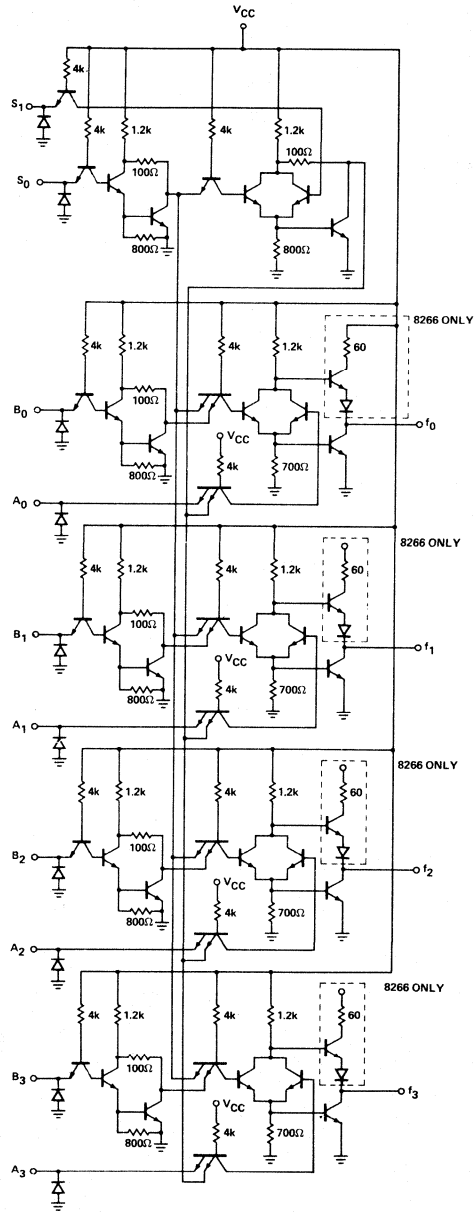 VCC
4k
S1
4k
1.2k
4k
1.2k
100Ω
100Ω
S0
800Ω
800Ω
8266 ONLY
4k
1.2k
4k
1.2k
60
100Ω
B0
f0
VCC
800Ω
4k
700Ω
A0
8266 ONLY
4k
1.2k
4k
1.2k
60
100Ω
B1
f1
VCC
800Ω
4k
700Ω
A1
8266 ONLY
4k
1.2k
4k
1.2k
60
100Ω
B2
f2
VCC
800Ω
4k
700Ω
A2
8266 ONLY
4k
1.2k
4k
1.2k
60
100Ω
B3
f3
VCC
800Ω
4k
700Ω
A3